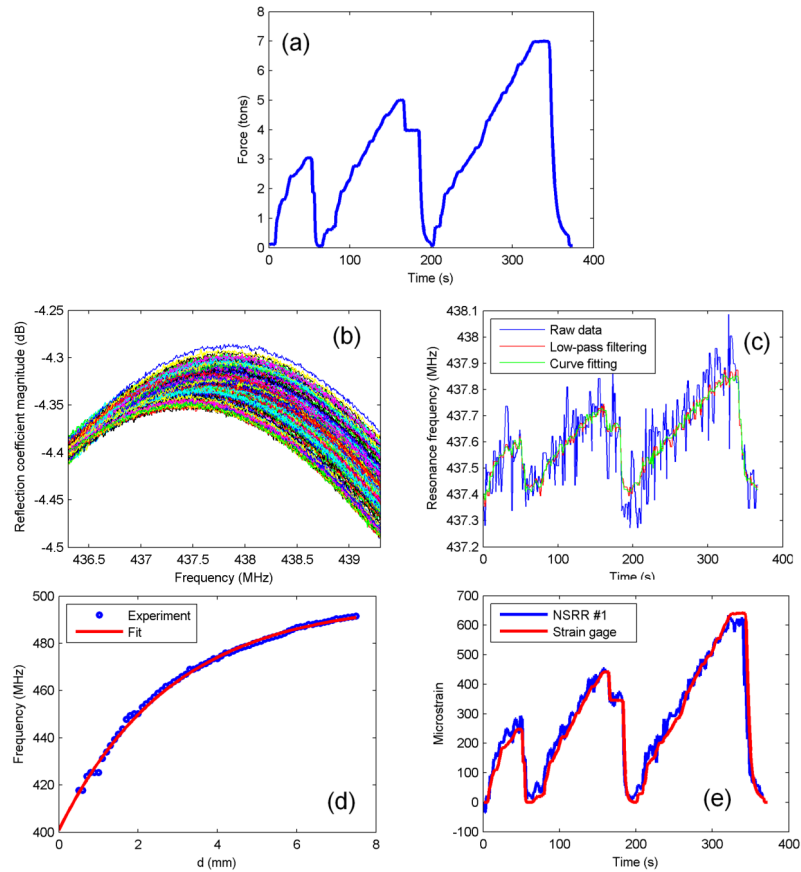 (a)
8
7
6
5
4
3
2
1
0
Force (tons)
0 100 200 300 400
Time (s)
(b)
-4.25
-4.3
-4.35
-4.4
-4.45
-4.5
Reflection coefficient magnitude (dB)
436.5 437 437.5 438 438.5 439
Frequency (MHz)
(c)
438.1
438
437.9
437.8
437.7
437.6
437.5
437.4
437.3
437.2
Resonance frequency (MHz)
Raw data
Low-pass filtering
Curve fitting
0 100 200 300 400
Time (s)
(d)
500
480
460
440
420
400
Frequency (MHz)
Experiment
Fit
0 2 4 6 8
d (mm)
(e)
700
600
500
400
300
200
100
0
-100
Microstrain
NSRR #1
Strain gage
0 100 200 300 400
Time (s)